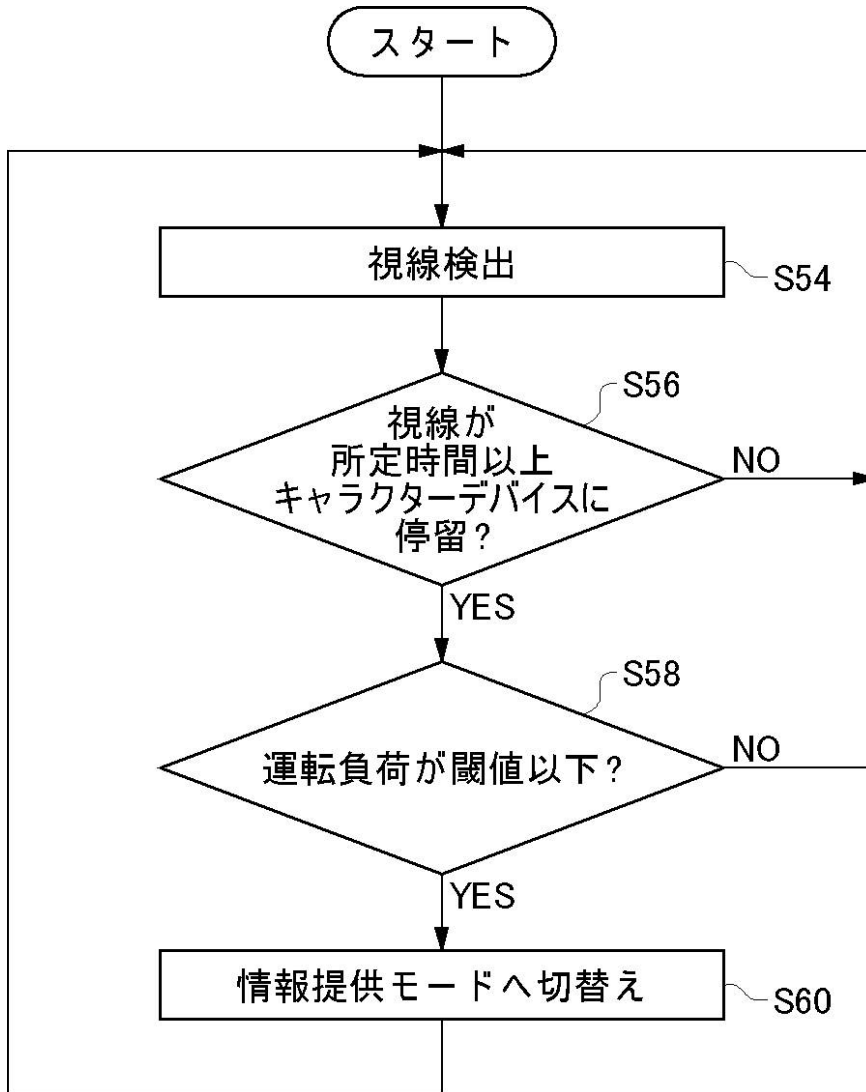 スタート
視線検出
S54
S56
視線が
所定時間以上
キャラクターデバイスに
停留?
NO
YES
S58
運転負荷が閾値以下?
NO
YES
情報提供モードへ切替え
S60